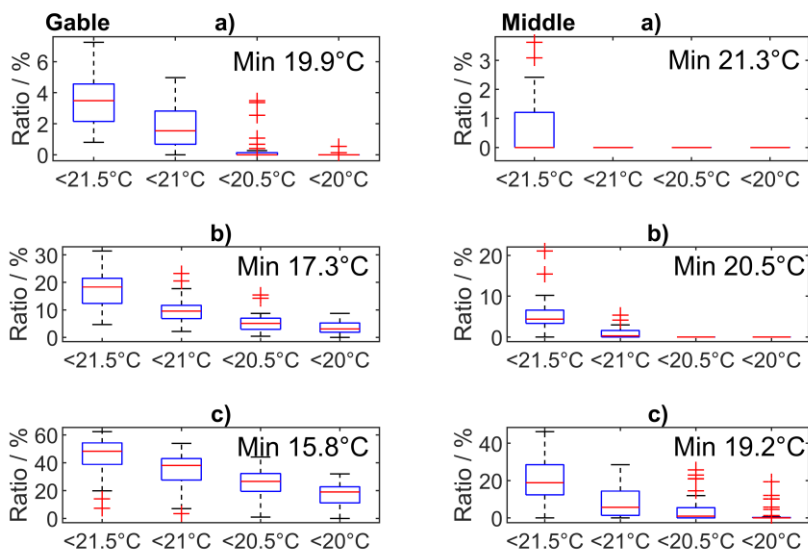 Gable a)
Ratio / %
6
4
2
0
Min 19.9°C
<21.5°C <21°C <20.5°C <20°C
b)
Ratio / %
30
20
10
0
Min 17.3°C
<21.5°C <21°C <20.5°C <20°C
c)
Ratio / %
60
40
20
0
Min 15.8°C
<21.5°C <21°C <20.5°C <20°C
Middle a)
Ratio / %
3
2
1
0
Min 21.3°C
<21.5°C <21°C <20.5°C <20°C
b)
Ratio / %
20
10
0
Min 20.5°C
<21.5°C <21°C <20.5°C <20°C
c)
Ratio / %
40
20
0
Min 19.2°C
<21.5°C <21°C <20.5°C <20°C